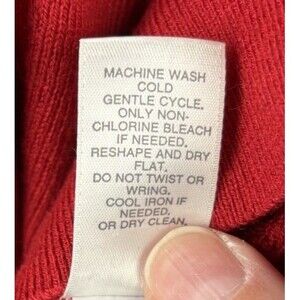 MACHINE WASH
COLD
GENTLE CYCLE.
ONLY NON-
CHLORINE BLEACH
IF NEEDED.
RESHAPE AND DRY
FLAT.
DO NOT TWIST OR
WRING.
COOL IRON IF
NEEDED.
OR DRY CLEAN.